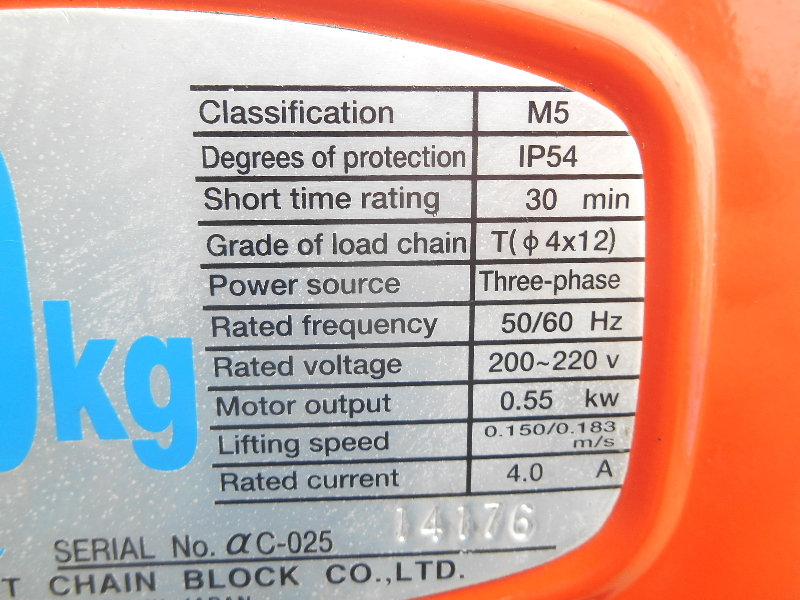 Classification M5
Degrees of protection IP54
Short time rating 30 min
Grade of load chain T(ϕ4x12)
Power source Three-phase
Rated frequency 50/60 Hz
Rated voltage 200~220 v
Motor output 0.55 kw
Lifting speed 0.150/0.183 m/s
Rated current 4.0 A
kg
SERIAL No. αC-025 14176
T CHAIN BLOCK CO.,LTD.